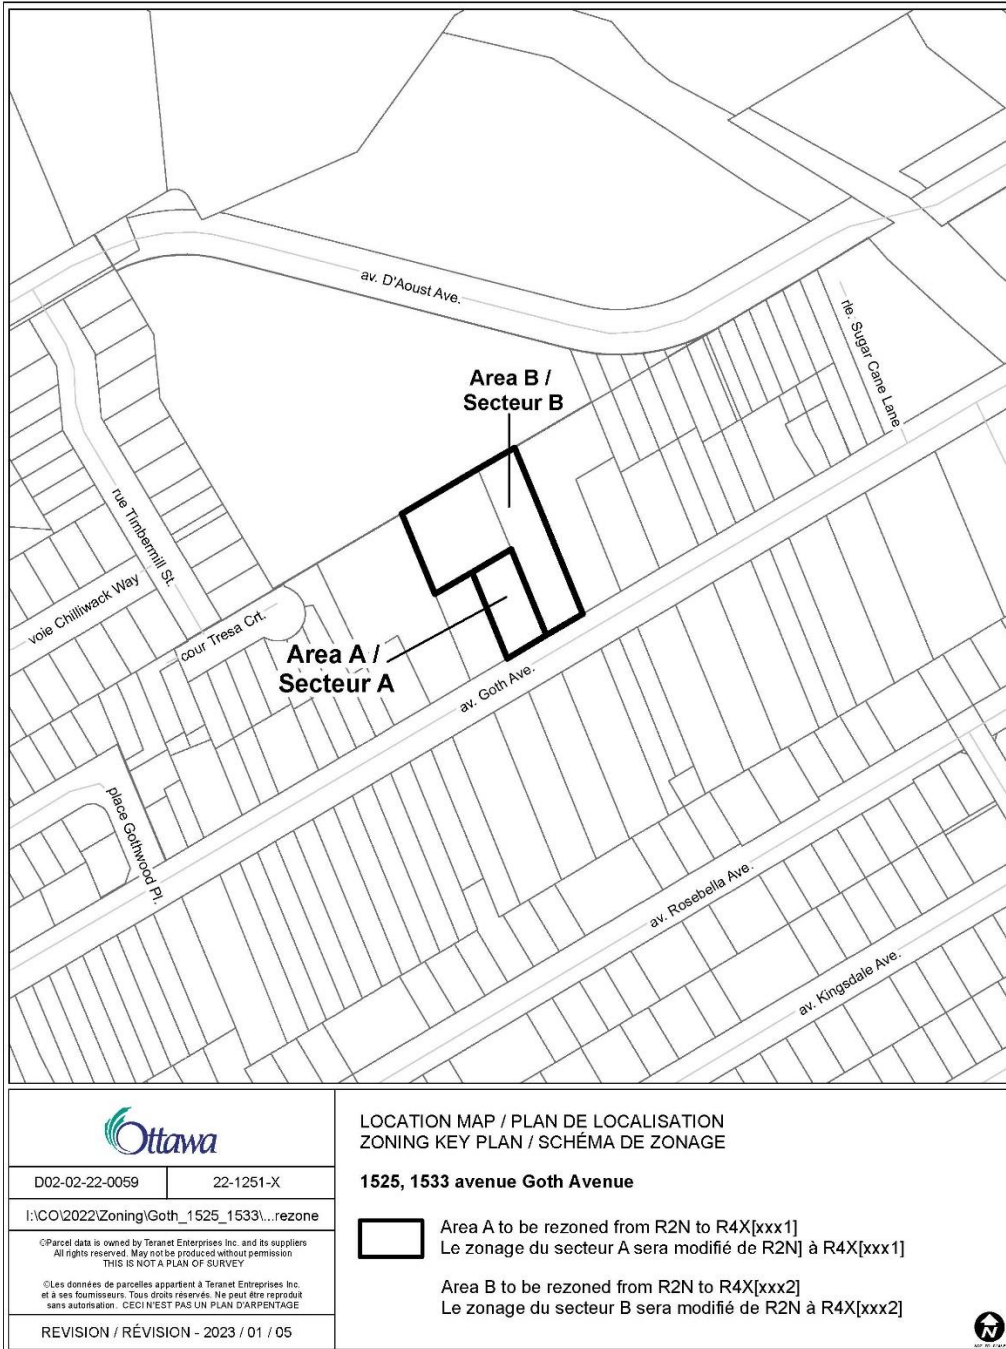 av. D'Aoust Ave.
rle. Sugar Cane Lane
Area B /
Secteur B
rue Timbermill St.
voie Chilliwack Way
cour Tresa Crt.
Area A /
Secteur A
av. Goth Ave.
place Gothwood Pl.
av. Rosebella Ave.
av. Kingsdale Ave.
Ottawa
D02-02-22-0059
22-1251-X
I:\CO\2022\Zoning\Goth_1525_1533\...rezone
©Parcel data is owned by Teranet Enterprises Inc. and its suppliers
All rights reserved. May not be produced without permission
THIS IS NOT A PLAN OF SURVEY
©Les données de parcelles appartient à Teranet Entreprises Inc.
et à ses fournisseurs. Tous droits réservés. Ne peut être reproduit
sans autorisation. CECI N'EST PAS UN PLAN D'ARPENTAGE
REVISION / RÉVISION - 2023 / 01 / 05
LOCATION MAP / PLAN DE LOCALISATION
ZONING KEY PLAN / SCHÉMA DE ZONAGE
1525, 1533 avenue Goth Avenue
Area A to be rezoned from R2N to R4X[xxx1]
Le zonage du secteur A sera modifié de R2N] à R4X[xxx1]
Area B to be rezoned from R2N to R4X[xxx2]
Le zonage du secteur B sera modifié de R2N à R4X[xxx2]
N